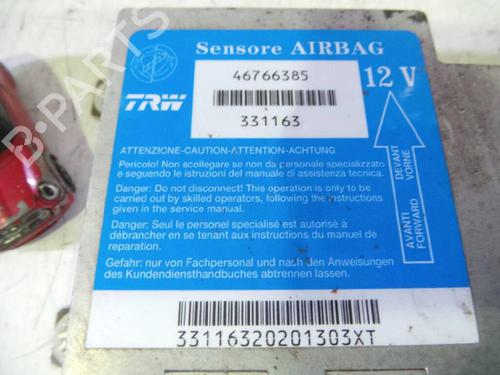 Sensore AIRBAG
46766385
12 V
TRW
331163
ATTENZIONE-CAUTION-ATTENTION-ACHTUNG
Pericolo! Non scollegare se non da personale specializzato
e seguendo le istruzioni del manuale di assistenza tecnica.
Danger: Do not disconnect! This operation is only to be
carried out by skilled operators, following the instructions
given in the service manual.
Danger: Seul le personel specialisé est autorisé à
débrancher en se tenant aux instructions du manuel de
reparation.
Gefahr: nur von Fachpersonal and nach den Anweisungen
des Kundendiensthandbuches abtrennen lassen.
AVANTI DEVANT
FORWARD VORNE
33116320201303XT
B-PARTS